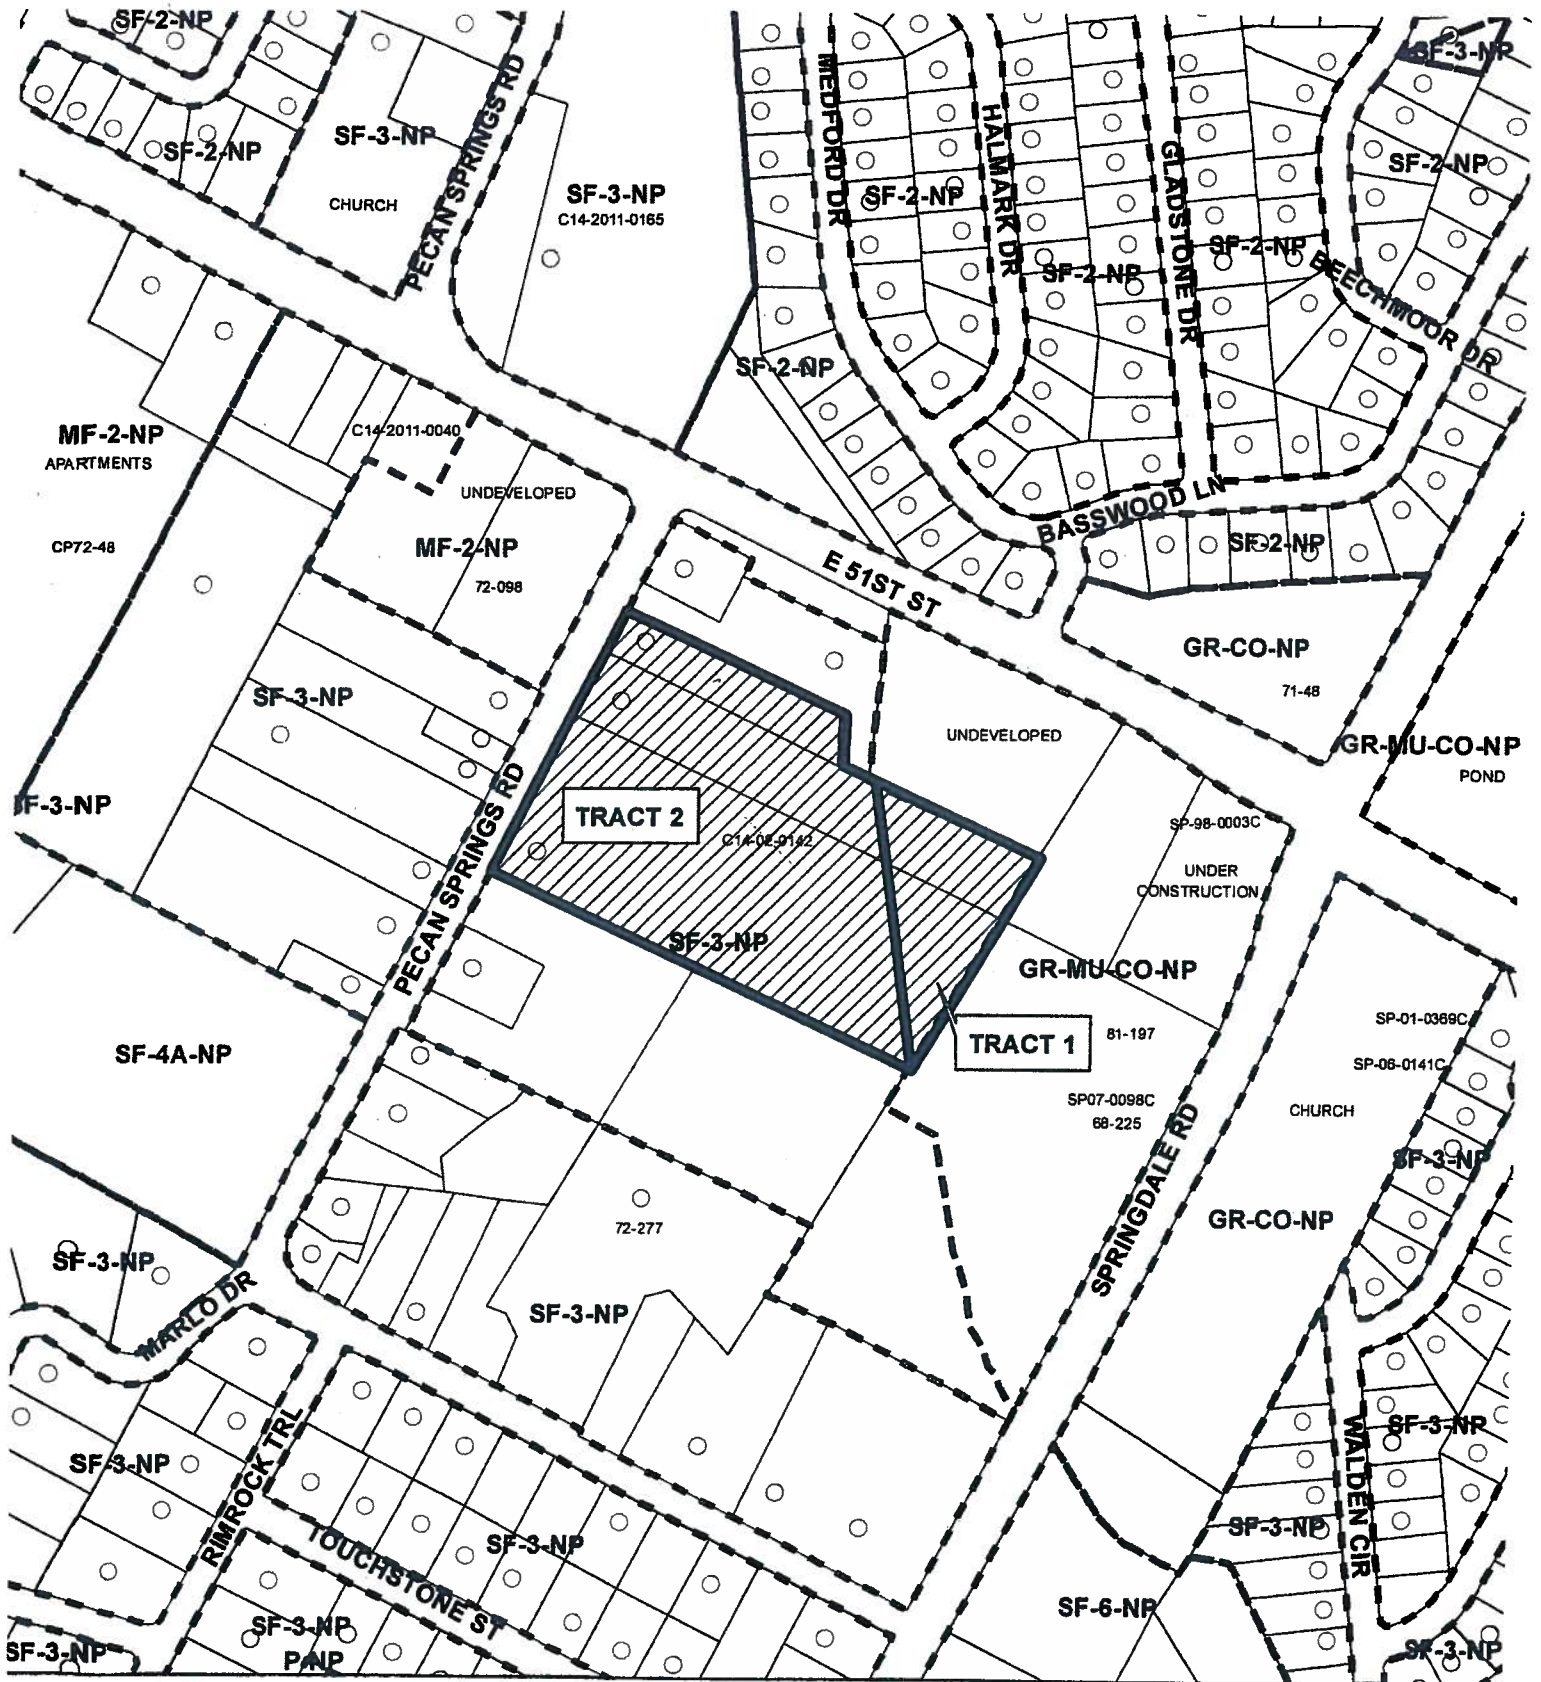 SF-2-NP
SF-3-NP
SF-3-NP
PECAN SPRINGS RD
MEDFORD DR
HALMARK DR
GLADSTONE DR
SF-2-NP
SF-2-NP
SF-3-NP
C14-2011-0165
CHURCH
SF-2-NP
SF-2-NP
SF-2-NP
BEECHMOOR DR
SF-2-NP
C14-2011-0040
MF-2-NP
APARTMENTS
UNDEVELOPED
BASSWOOD LN
CP72-48
MF-2-NP
72-098
SF-2-NP
E 51ST ST
GR-CO-NP
71-48
SF-3-NP
UNDEVELOPED
GR-MU-CO-NP
POND
SF-3-NP
TRACT 2
C14-02-0142
SP-98-0003C
UNDER
CONSTRUCTION
PECAN SPRINGS RD
SF-3-NP
GR-MU-CO-NP
SP-01-0369C
81-197
TRACT 1
SF-4A-NP
SP-06-0141C
SP07-0098C
68-225
CHURCH
SF-3-NP
SPRINGDALE RD
GR-CO-NP
72-277
SF-3-NP
MARLO DR
SF-3-NP
SF-3-NP
RIMROCK TRL
SF-3-NP
WALDEN CIR
SF-3-NP
SF-3-NP
TOUCHSTONE ST
SF-6-NP
SF-3-NP
P-NP
SF-3-NP
SF-3-NP